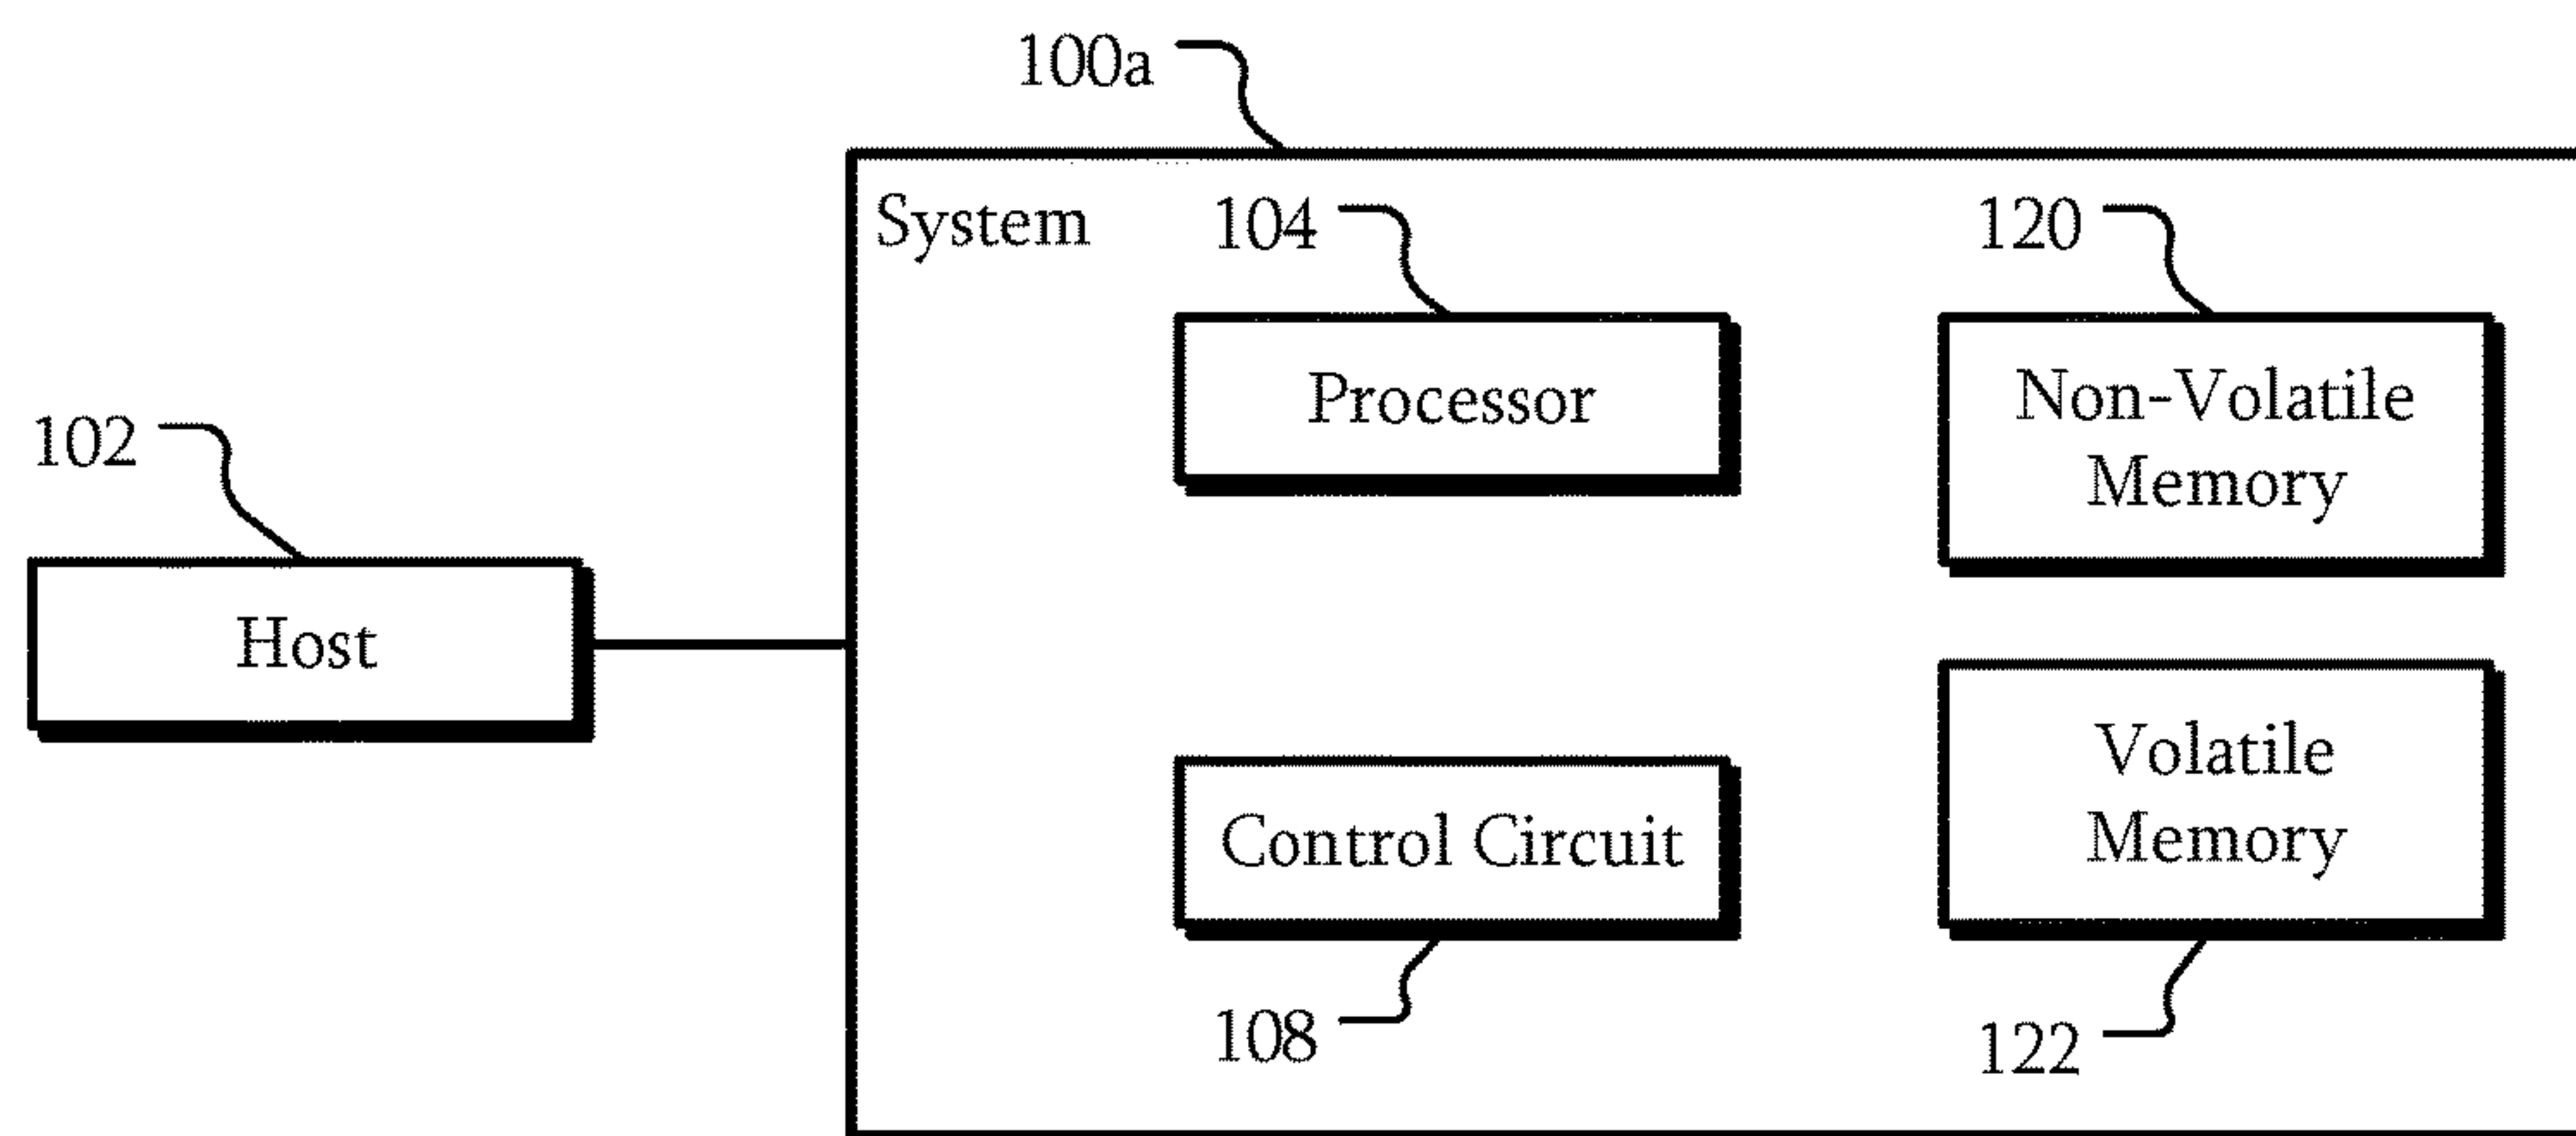 100a
System
104
120
Processor
Non-Volatile
Memory
102
Host
Volatile
Memory
Control Circuit
108
122